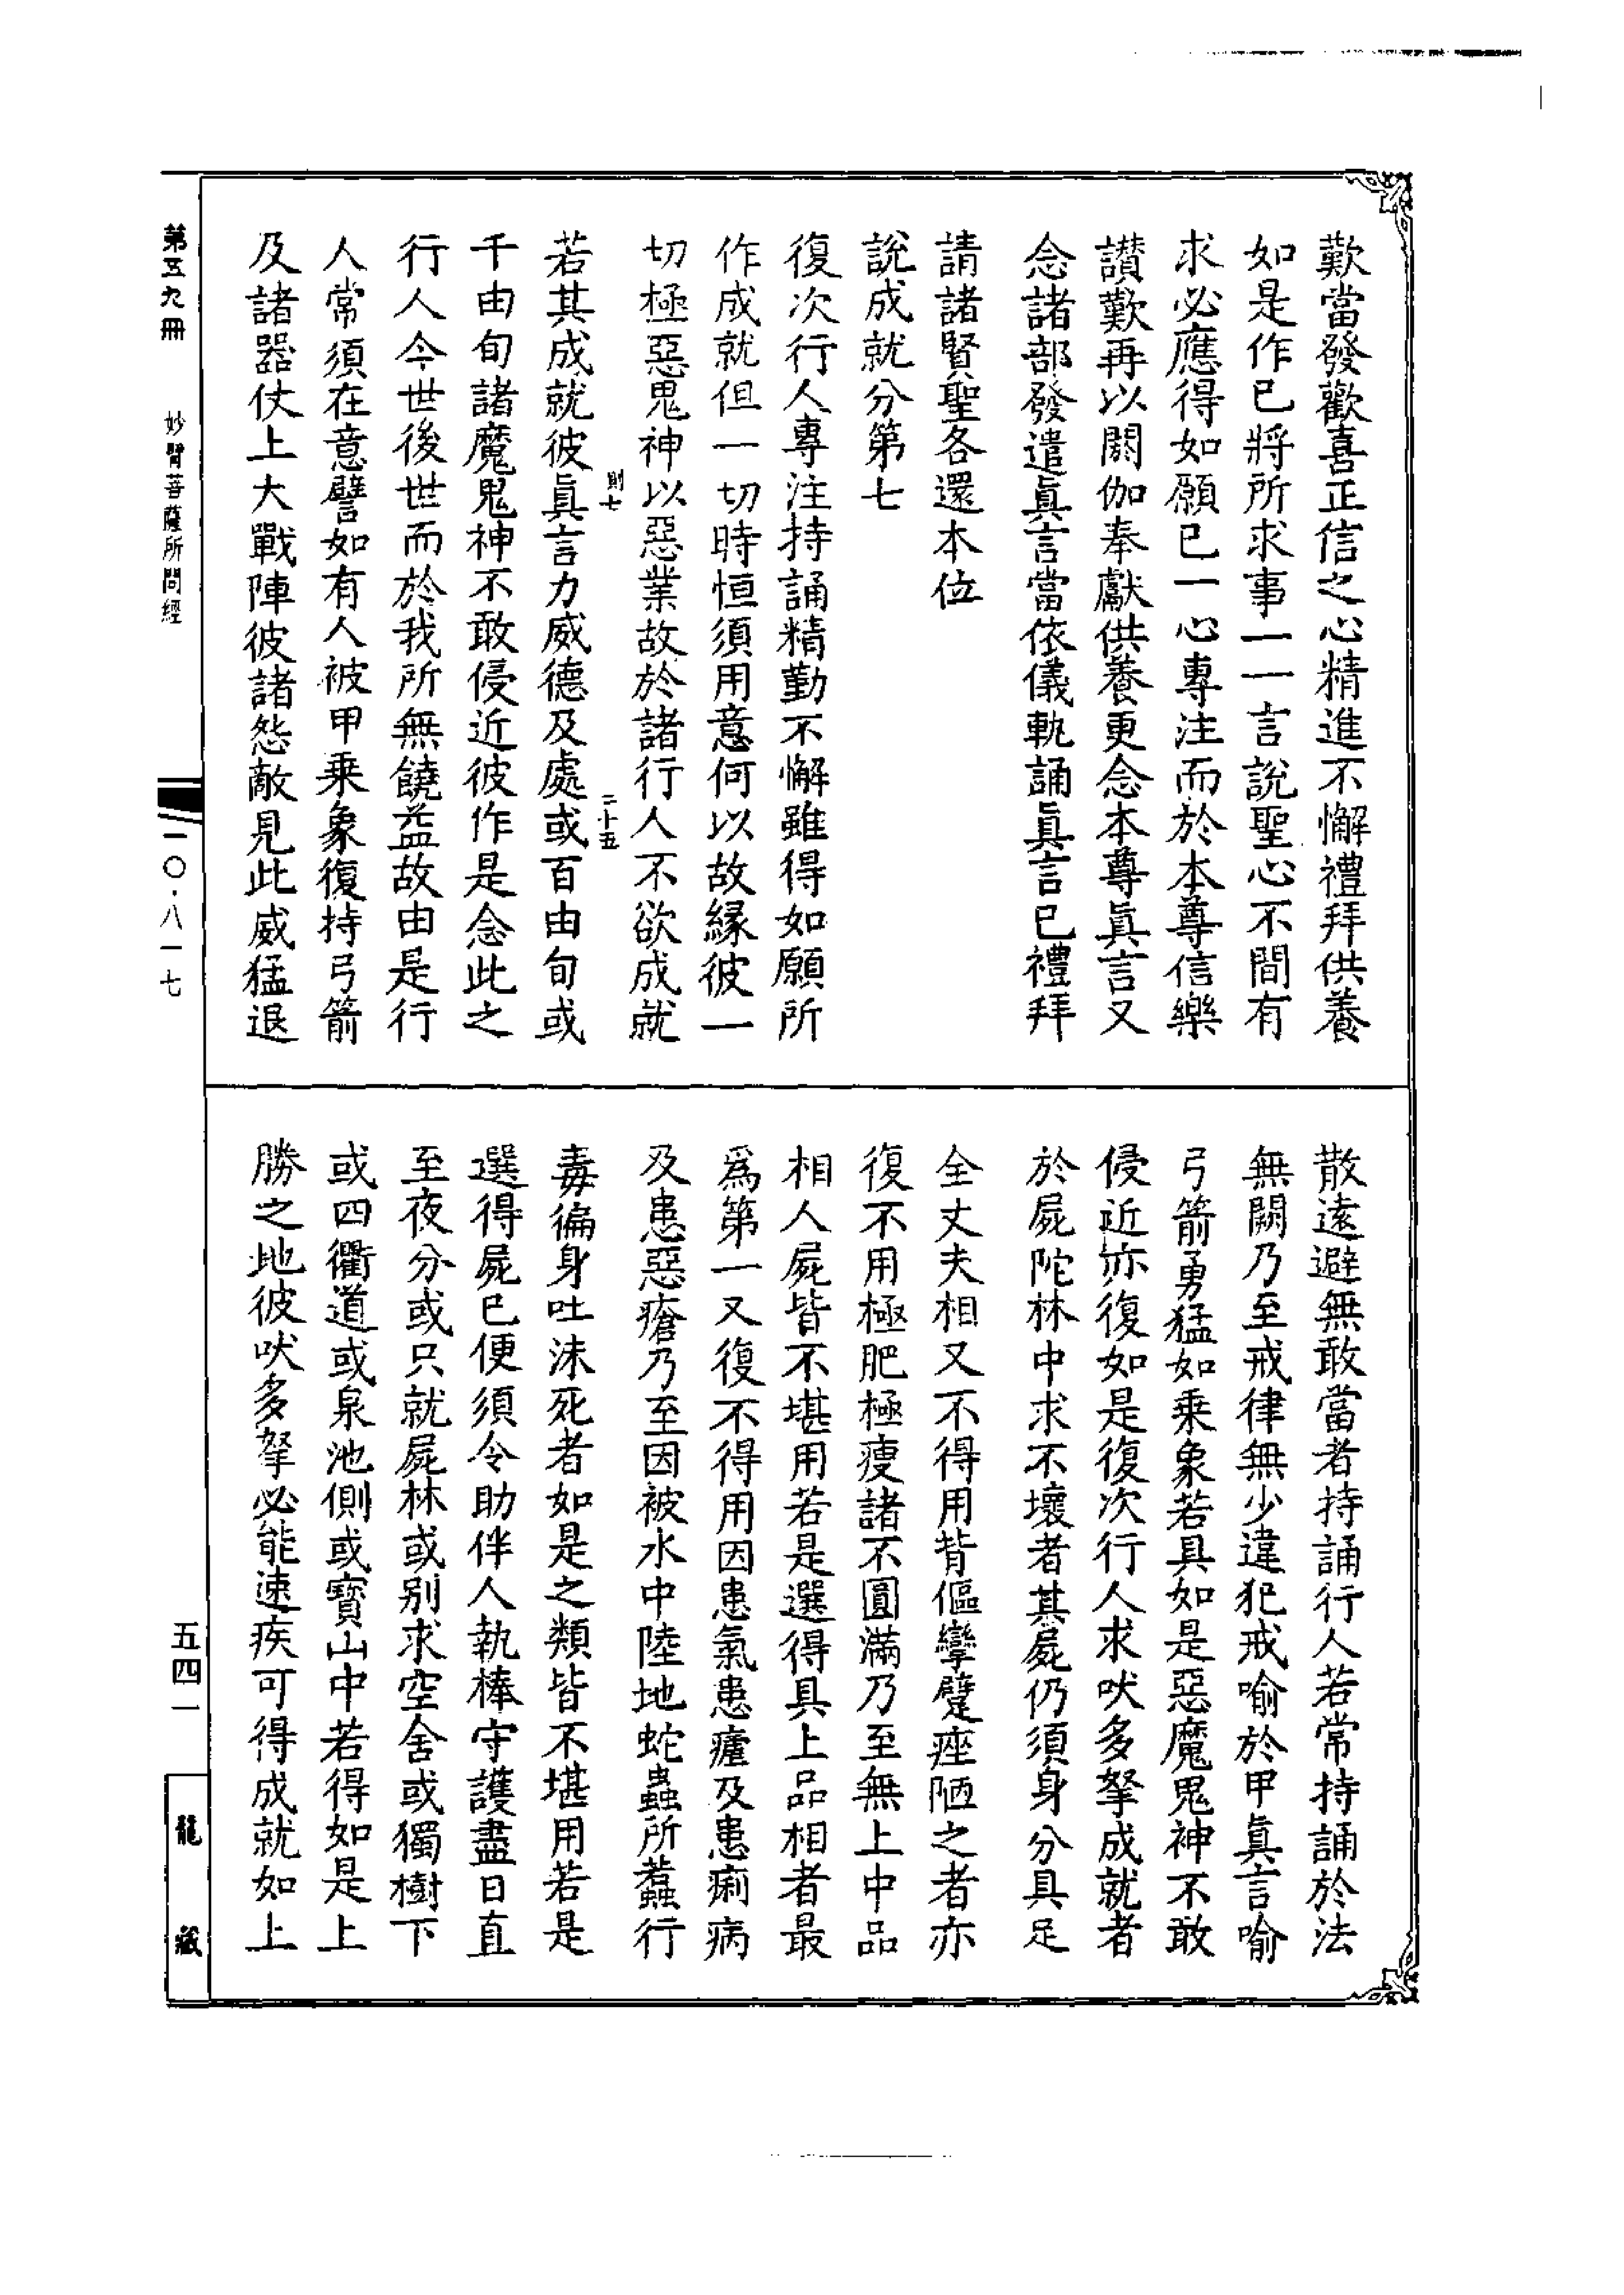 歎當發歡喜正信之心精進不懈禮拜供養
如是作已將所求事一一言說聖心不間有
求必應得如願已一心專注而於本尊信樂
讃歎再以閼伽奉獻供養更念本尊眞言又
念諸部發遣眞言當依儀軌誦眞言已禮拜
請諸賢聖各還本位
說成就分第七
復次行人專注持誦精勤不懈雖得如願所
作成就但一切時恒須用意何以故緣彼一
切極惡鬼神以惡業故於諸行人不欲成就
則七
二十五
若其成就彼眞言力威德及處或百由旬或
千由旬諸魔鬼神不敢侵近彼作是念此之
行人今世後世而於我所無饒益故由是行
人常須在意譬如有人被甲乘象復持弓箭
及諸器仗上大戰陣彼諸怨敵見此威猛退
散遠避無敢當者持誦行人若常持誦於法
無闕乃至戒律無少違犯戒喻於甲眞言喻
弓箭勇猛如乘象若具如是惡魔鬼神不敢
侵近亦復如是復次行人求吠多拏成就者
於屍陀林中求不壞者其屍仍須身分具足
全丈夫相又不得用背傴攣躄痤陋之者亦
復不用極肥極瘦諸不圓滿乃至無上中品
相人屍皆不堪用若是選得具上品相者最
爲第一又復不得用因患氣患瘧及患痢病
及患惡瘡乃至因被水中陸地蛇蟲所螫行
毒徧身吐沫死者如是之類皆不堪用若是
選得屍已便須令助伴人執棒守護盡日直
至夜分或只就屍林或別求空舍或獨樹下
或四衢道或泉池側或寶山中若得如是上
勝之地彼吠多拏必能速疾可得成就如上
第五九冊
妙臂菩薩所問經
一〇·八一七
五四一
龍藏